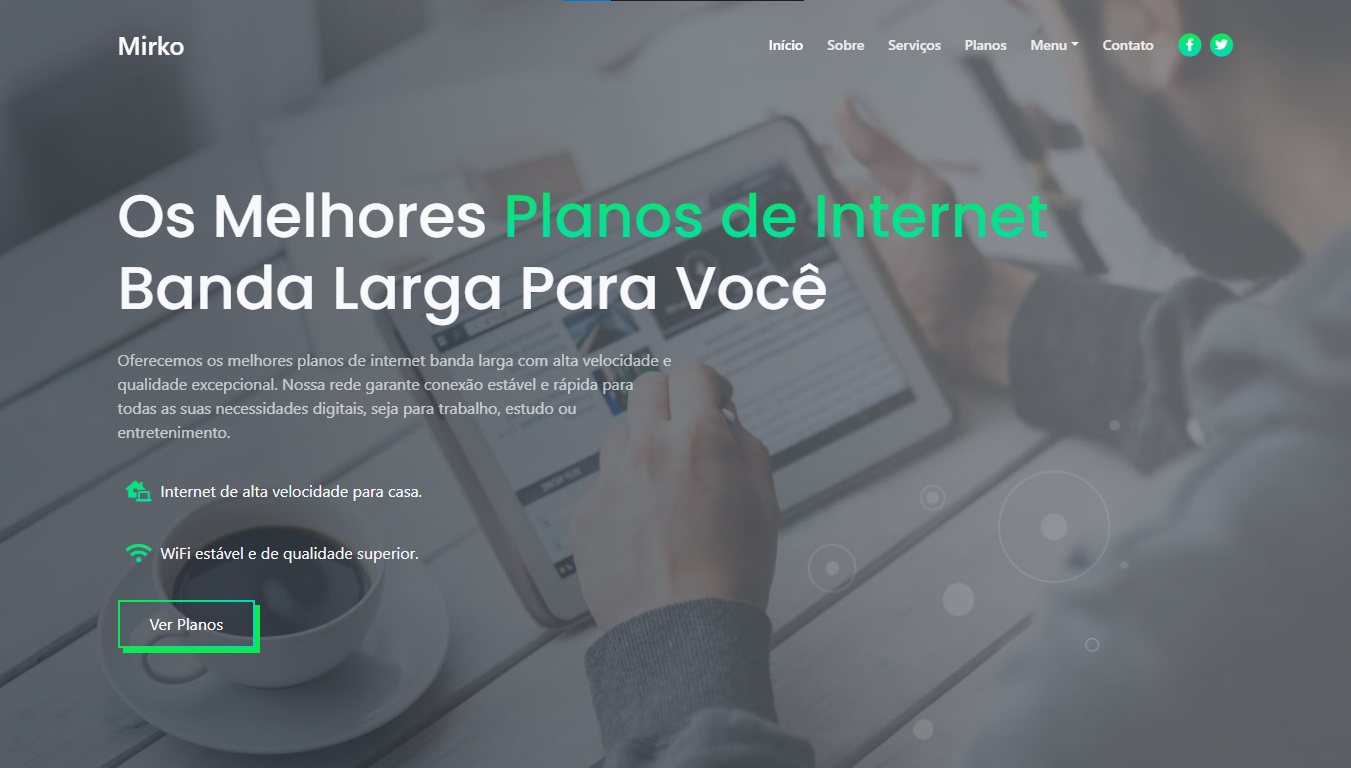 Mirko
Início Sobre Serviços Planos Menu Contato
Os Melhores Planos de Internet
Banda Larga Para Você
Oferecemos os melhores planos de internet banda larga com alta velocidade e
qualidade excepcional. Nossa rede garante conexão estável e rápida para
todas as suas necessidades digitais, seja para trabalho, estudo ou
entretenimento.
Internet de alta velocidade para casa.
WiFi estável e de qualidade superior.
Ver Planos